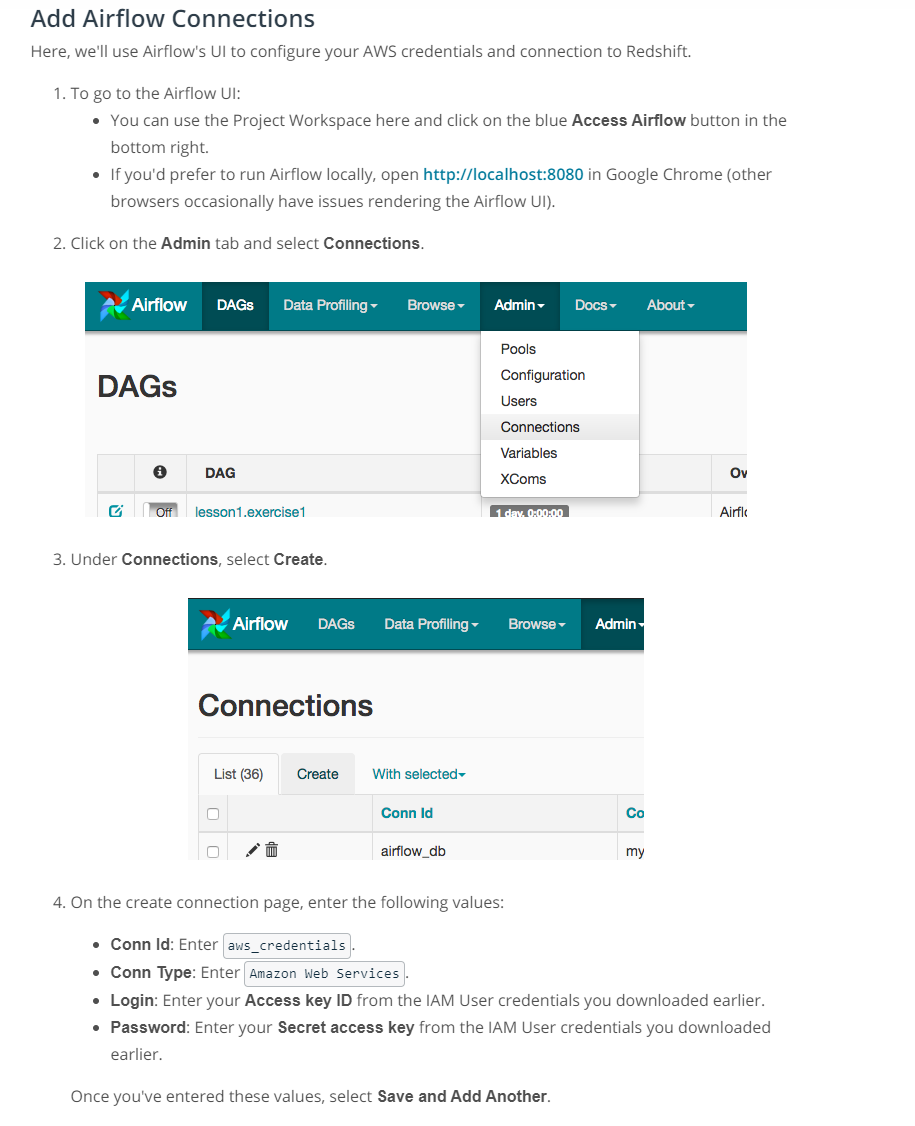 Add Airflow Connections
Here, we'll use Airflow's UI to configure your AWS credentials and connection to Redshift.
1. To go to the Airflow UI:
• You can use the Project Workspace here and click on the blue Access Airflow button in the
bottom right.
• If you'd prefer to run Airflow locally, open http://localhost:8080 in Google Chrome (other
browsers occasionally have issues rendering the Airflow UI).
2. Click on the Admin tab and select Connections.
Airflow DAGs Data Profiling Browse Admin Docs About
Pools
DAGs
Configuration
Users
Connections
Variables
XComs
DAG Ow
Off lesson1.exercise1 1 day, 0:00:00 Airflo
3. Under Connections, select Create.
Airflow DAGs Data Profiling Browse Admin
Connections
List (36) Create With selected
Conn Id Co
airflow_db my
4. On the create connection page, enter the following values:
• Conn Id: Enter aws_credentials.
• Conn Type: Enter Amazon Web Services.
• Login: Enter your Access key ID from the IAM User credentials you downloaded earlier.
• Password: Enter your Secret access key from the IAM User credentials you downloaded
earlier.
Once you've entered these values, select Save and Add Another.